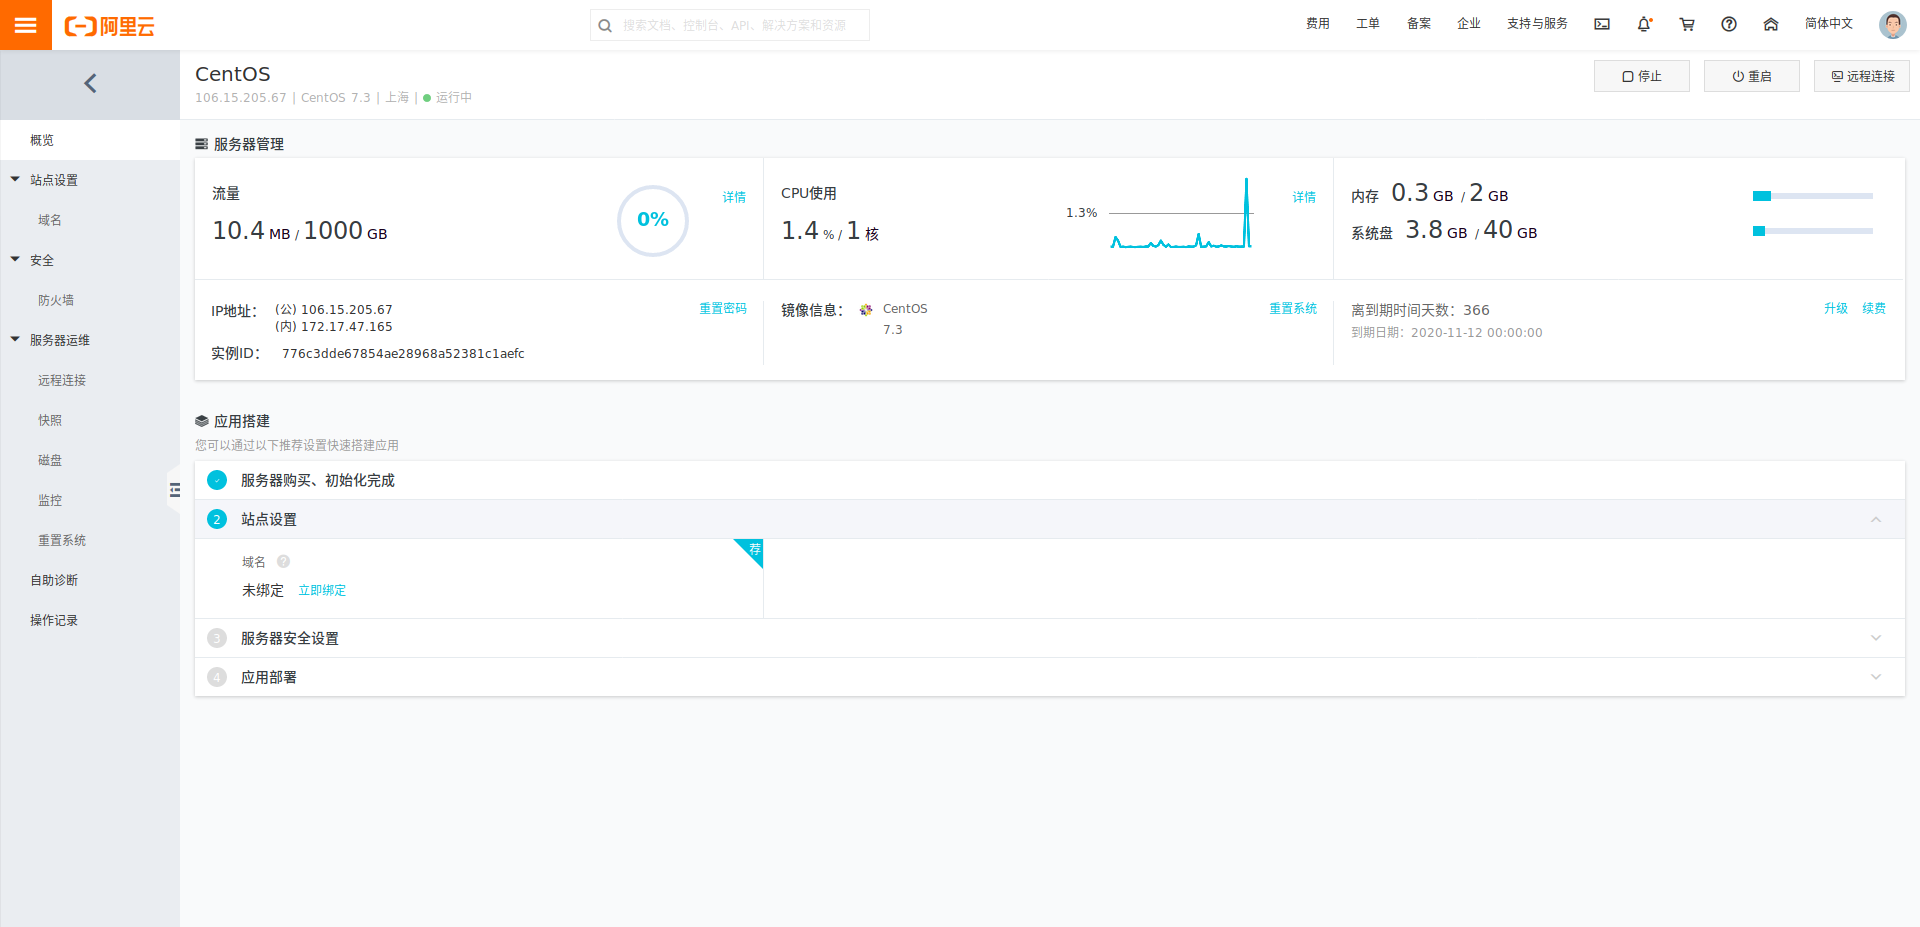 阿里云
搜索文档、控制台、API、解决方案和资源
费用 工单 备案 企业 支持与服务 简体中文
CentOS
106.15.205.67 | CentOS 7.3 | 上海 | 运行中
停止 重启 远程连接
概览
站点设置
域名
安全
防火墙
服务器运维
远程连接
快照
磁盘
监控
重置系统
自助诊断
操作记录
服务器管理
流量
10.4 MB / 1000 GB
0%
详情
CPU使用
1.4 % / 1 核
1.3%
详情
内存 0.3 GB / 2 GB
系统盘 3.8 GB / 40 GB
IP地址： (公) 106.15.205.67
(内) 172.17.47.165
重置密码
实例ID： 776c3dde67854ae28968a52381c1aefc
镜像信息： CentOS
7.3
重置系统
离到期时间天数：366
到期日期：2020-11-12 00:00:00
升级 续费
应用搭建
您可以通过以下推荐设置快速搭建应用
服务器购买、初始化完成
2 站点设置
域名 ?
荐
未绑定 立即绑定
3 服务器安全设置
4 应用部署